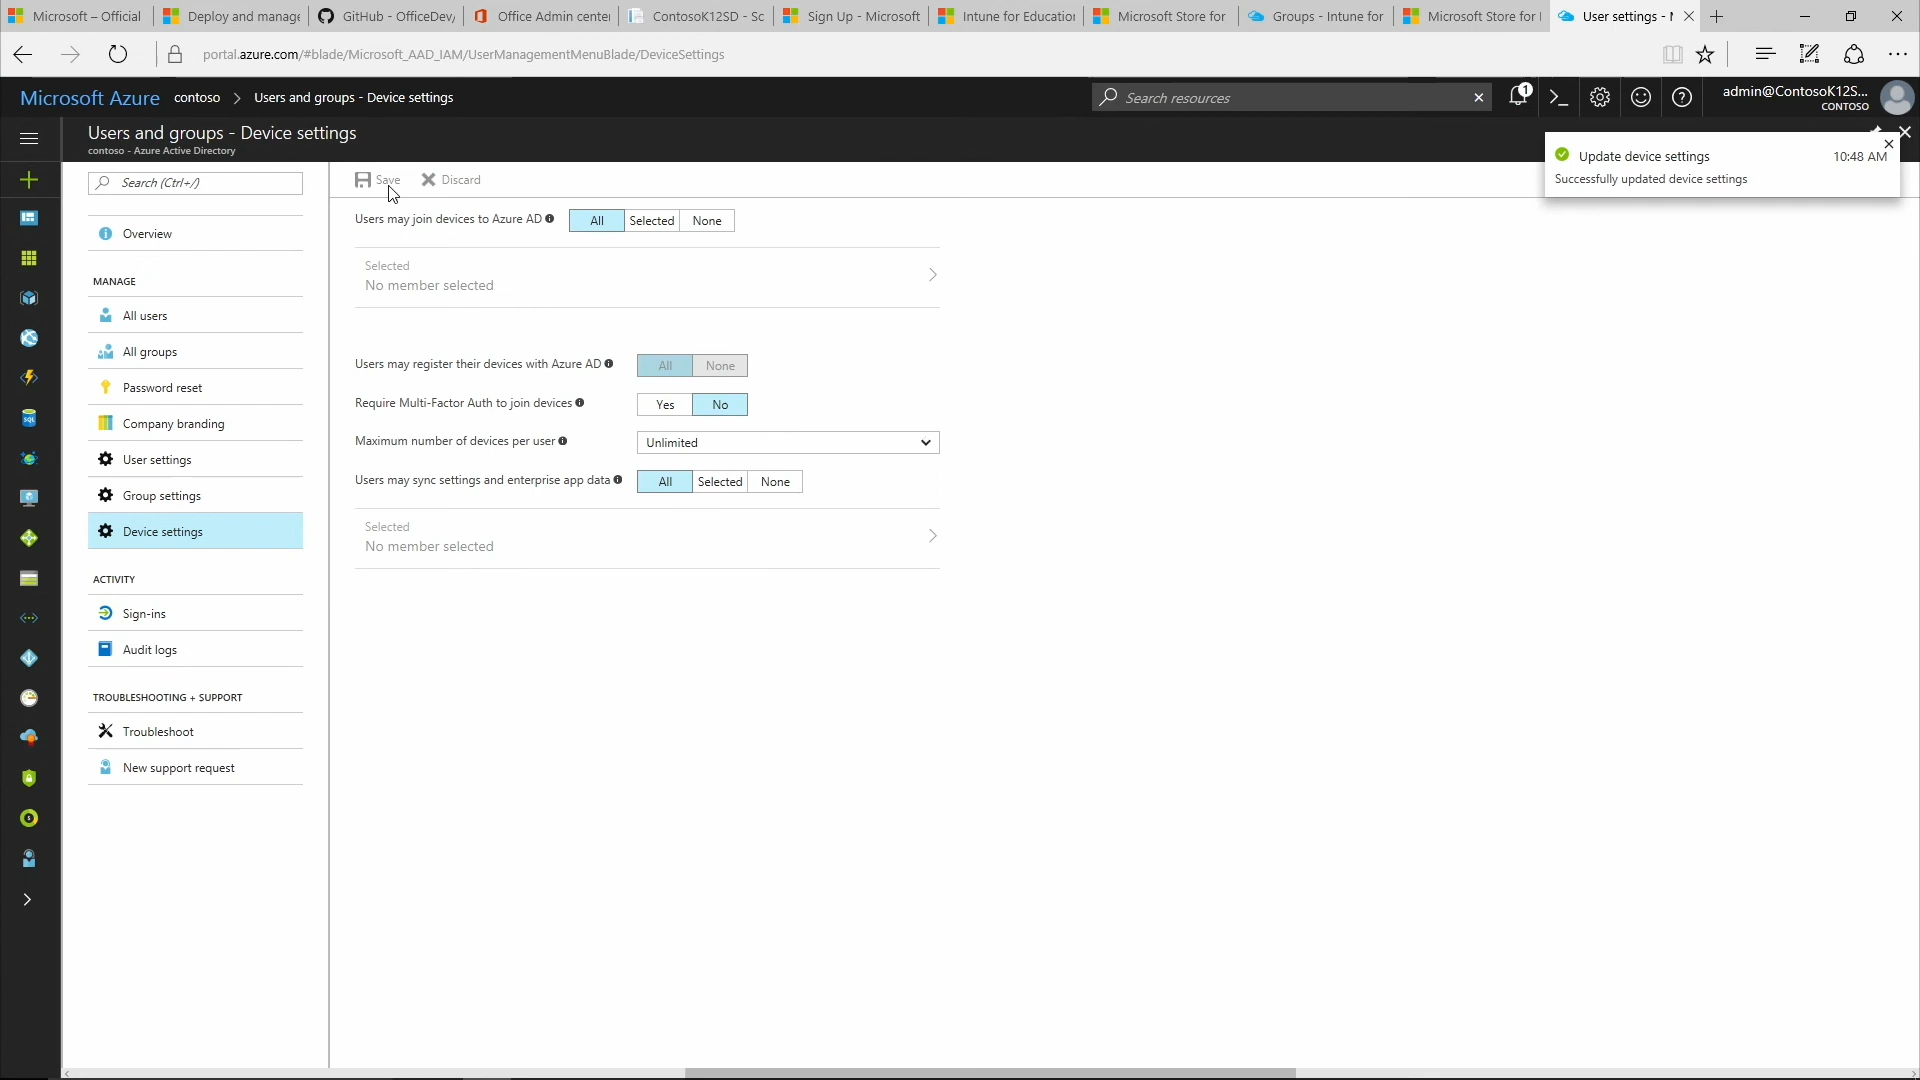 Microsoft – Official
Deploy and manage
GitHub - OfficeDev/
Office Admin center
ContosoK12SD - Sc
Sign Up - Microsoft
Intune for Education
Microsoft Store for
Groups - Intune for
Microsoft Store for
User settings -
portal.azure.com/#blade/Microsoft_AAD_IAM/UserManagementMenuBlade/DeviceSettings
Microsoft Azure
contoso
Users and groups - Device settings
Search resources
1
admin@ContosoK12S...
CONTOSO
Users and groups - Device settings
contoso - Azure Active Directory
Update device settings
10:48 AM
Successfully updated device settings
Search (Ctrl+/)
Save
Discard
Overview
MANAGE
All users
All groups
Password reset
Company branding
User settings
Group settings
Device settings
ACTIVITY
Sign-ins
Audit logs
TROUBLESHOOTING + SUPPORT
Troubleshoot
New support request
Users may join devices to Azure AD
All
Selected
None
Selected
No member selected
Users may register their devices with Azure AD
All
None
Require Multi-Factor Auth to join devices
Yes
No
Maximum number of devices per user
Unlimited
Users may sync settings and enterprise app data
All
Selected
None
Selected
No member selected
SQL